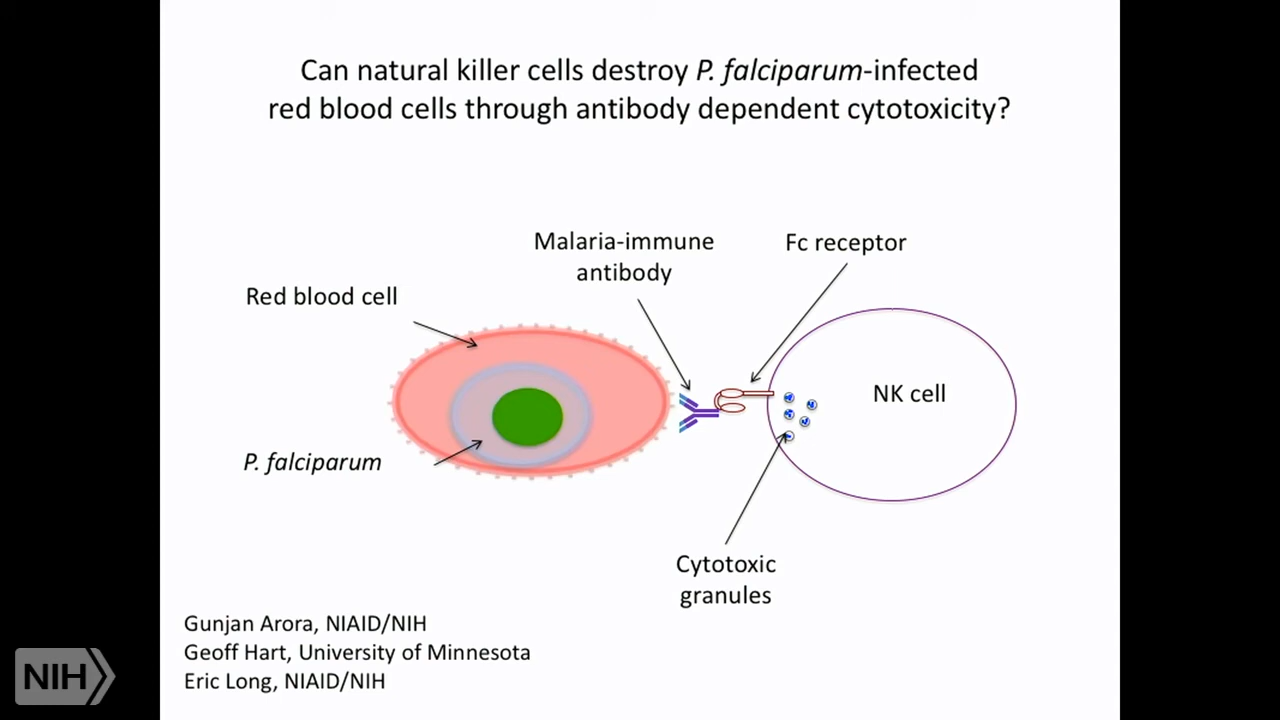 Can natural killer cells destroy P. falciparum-infected
red blood cells through antibody dependent cytotoxicity?
Malaria-immune
antibody
Fc receptor
Red blood cell
NK cell
P. falciparum
Cytotoxic
granules
Gunjan Arora, NIAID/NIH
Geoff Hart, University of Minnesota
Eric Long, NIAID/NIH
NIH